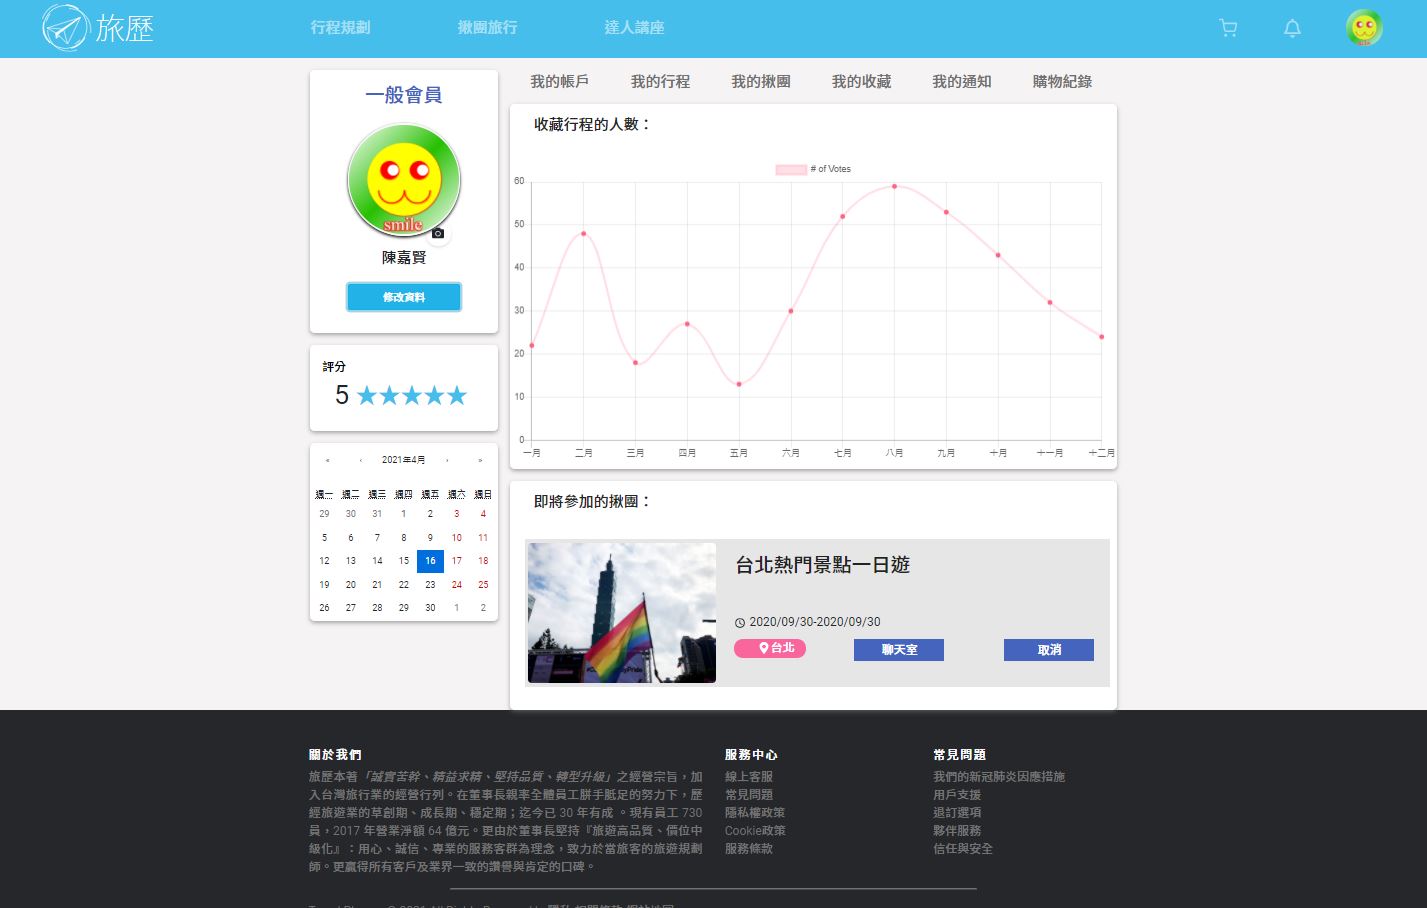 旅歷
行程規劃 揪團旅行 達人講座
一般會員
smile
陳嘉賢
修改資料
評分
5
« ‹ 2021年4月 › »
週一 週二 週三 週四 週五 週六 週日
29 30 31 1 2 3 4
5 6 7 8 9 10 11
12 13 14 15 16 17 18
19 20 21 22 23 24 25
26 27 28 29 30 1 2
我的帳戶 我的行程 我的揪團 我的收藏 我的通知 購物紀錄
收藏行程的人數：
# of Votes
60
50
40
30
20
10
0
一月 二月 三月 四月 五月 六月 七月 八月 九月 十月 十一月 十二月
即將參加的揪團：
台北熱門景點一日遊
2020/09/30-2020/09/30
台北 聊天室 取消
關於我們
旅歷本著「誠實苦幹、精益求精、堅持品質、轉型升級」之經營宗旨，加
入台灣旅行業的經營行列。在董事長親率全體員工胼手胝足的努力下，歷
經旅遊業的草創期、成長期、穩定期；迄今已 30 年有成 。現有員工 730
員，2017 年營業淨額 64 億元。更由於董事長堅持『旅遊高品質、價位中
級化』：用心、誠信、專業的服務客群為理念，致力於當旅客的旅遊規劃
師。更贏得所有客戶及業界一致的讚譽與肯定的口碑。
服務中心
線上客服
常見問題
隱私權政策
Cookie政策
服務條款
常見問題
我們的新冠肺炎因應措施
用戶支援
退訂選項
夥伴服務
信任與安全